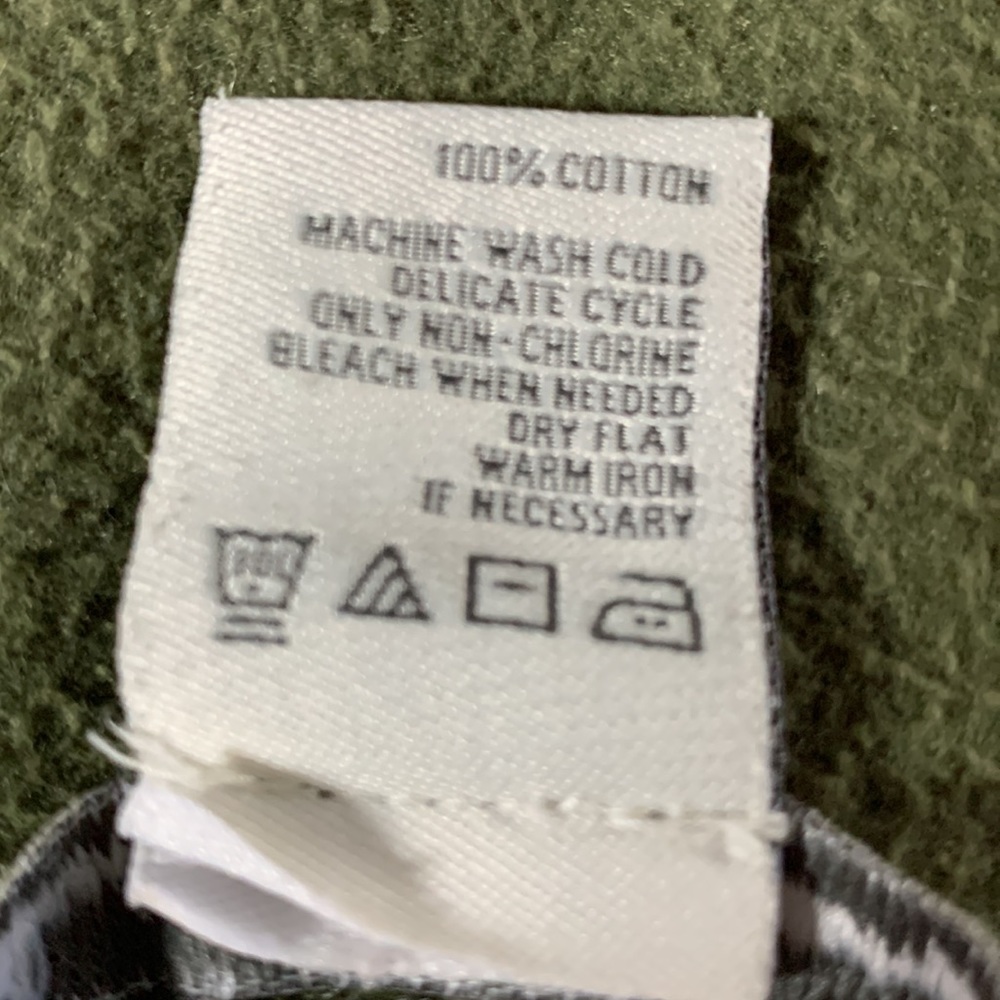 100% COTTON
MACHINE WASH COLD
DELICATE CYCLE
ONLY NON-CHLORINE
BLEACH WHEN NEEDED
DRY FLAT
WARM IRON
IF NECESSARY